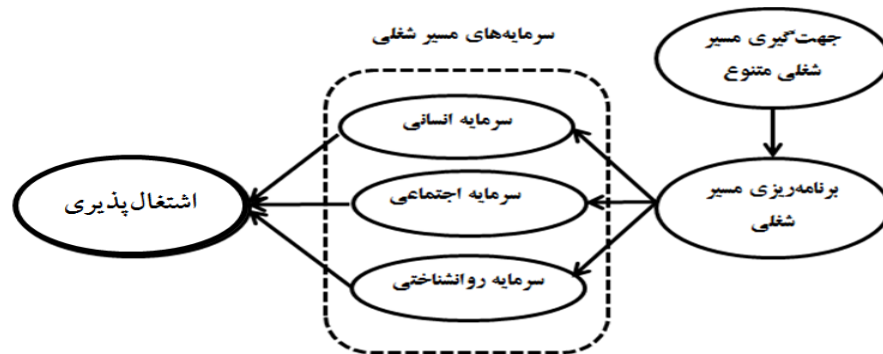 جهت‌گیری مسیر
شغلی متنوع
سرمایه‌های مسیر شغلی
سرمایه انسانی
برنامه‌ریزی مسیر
شغلی
سرمایه اجتماعی
اشتغال‌پذیری
سرمایه روانشناختی